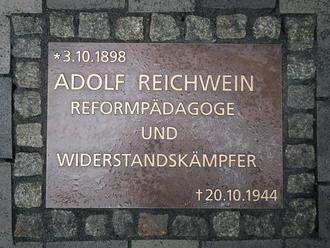 *3.10.1898
ADOLF REICHWEIN
REFORMPÄDAGOGE
UND
WIDERSTANDSKÄMPFER
†20.10.1944